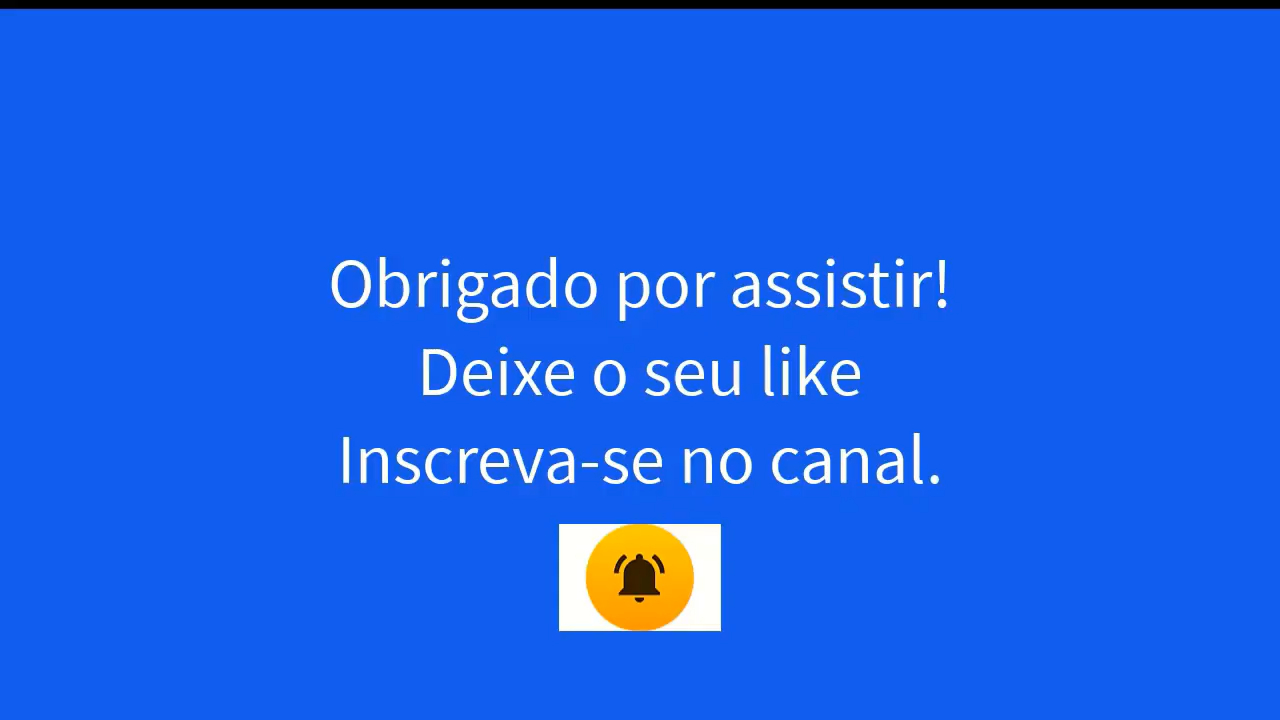 Obrigado por assistir!
Deixe o seu like
Inscreva-se no canal.